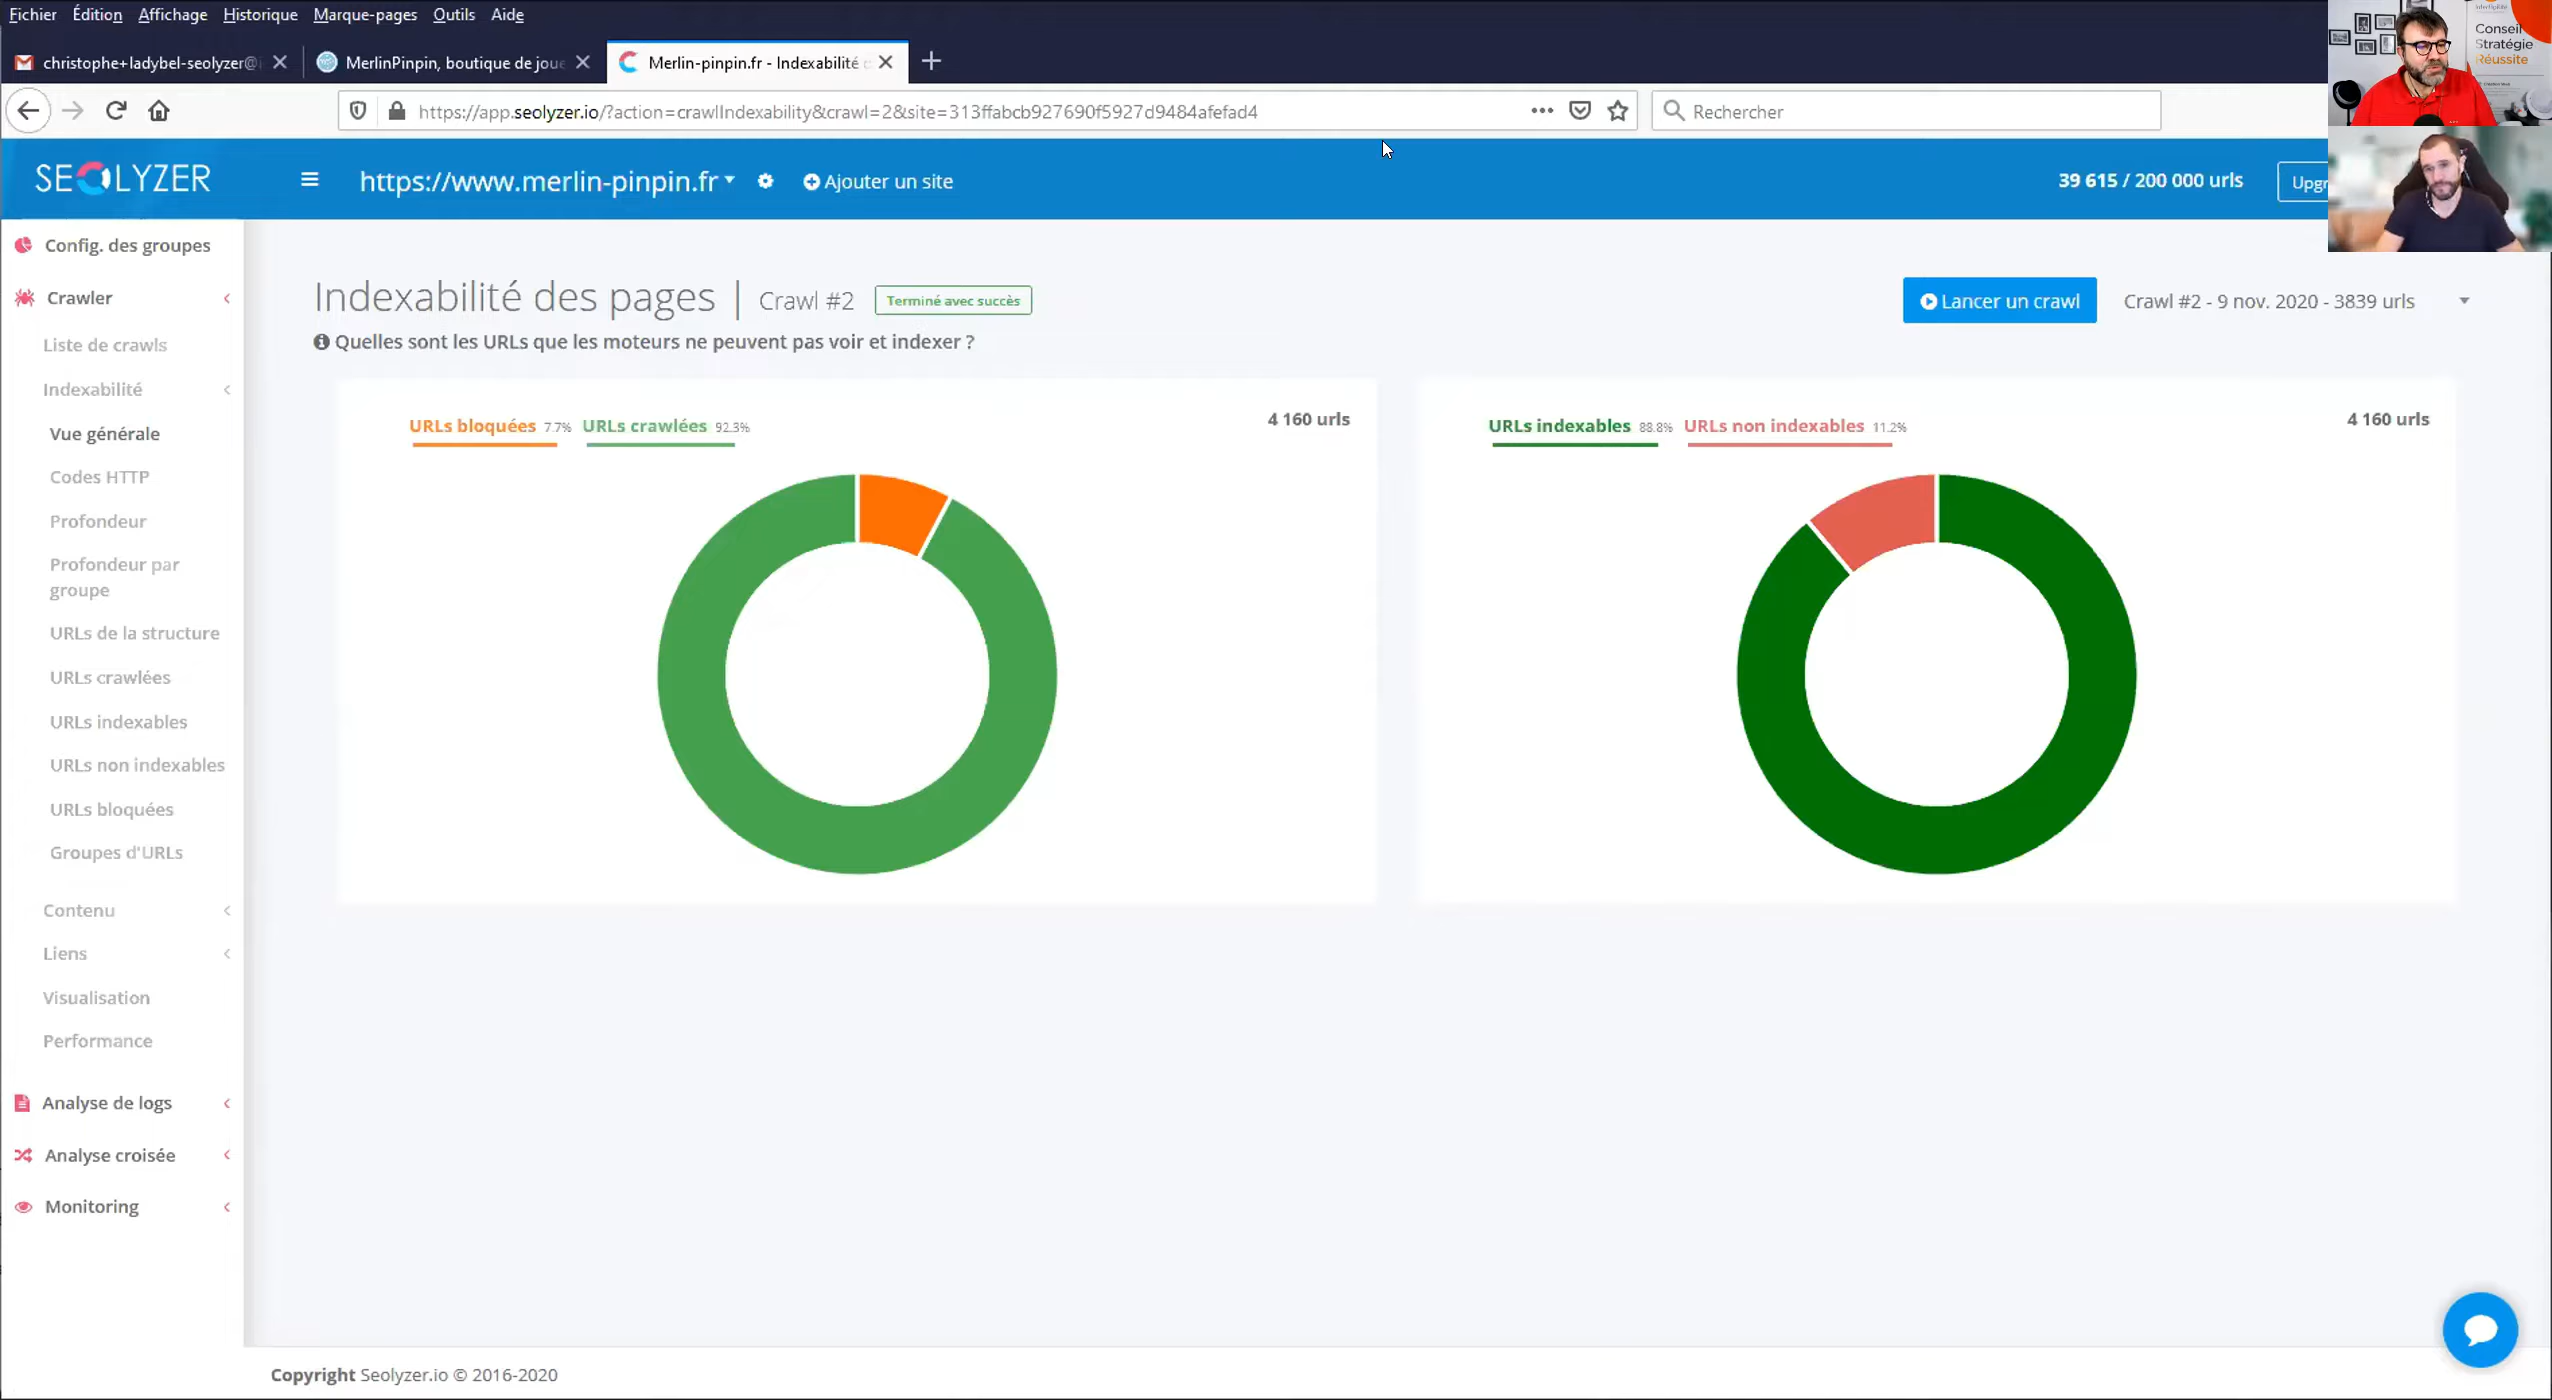 Fichier Édition Affichage Historique Marque-pages Outils Aide
christophe+ladybel-seolyzer@
MerlinPinpin, boutique de joue
Merlin-pinpin.fr - Indexabilité
https://app.seolyzer.io/?action=crawlIndexability&crawl=2&site=313ffabcb927690f5927d9484afefad4
Rechercher
Conseil
Stratégie
Réussite
SEOLYZER
https://www.merlin-pinpin.fr
Ajouter un site
39 615 / 200 000 urls
Upgr
Config. des groupes
Crawler
Liste de crawls
Indexabilité
Vue générale
Codes HTTP
Profondeur
Profondeur par
groupe
URLs de la structure
URLs crawlées
URLs indexables
URLs non indexables
URLs bloquées
Groupes d'URLs
Contenu
Liens
Visualisation
Performance
Analyse de logs
Analyse croisée
Monitoring
Indexabilité des pages | Crawl #2 Terminé avec succès
Lancer un crawl
Crawl #2 - 9 nov. 2020 - 3839 urls
Quelles sont les URLs que les moteurs ne peuvent pas voir et indexer ?
URLs bloquées 7.7% URLs crawlées 92.3%
4 160 urls
URLs indexables 88.8% URLs non indexables 11.2%
4 160 urls
Copyright Seolyzer.io © 2016-2020